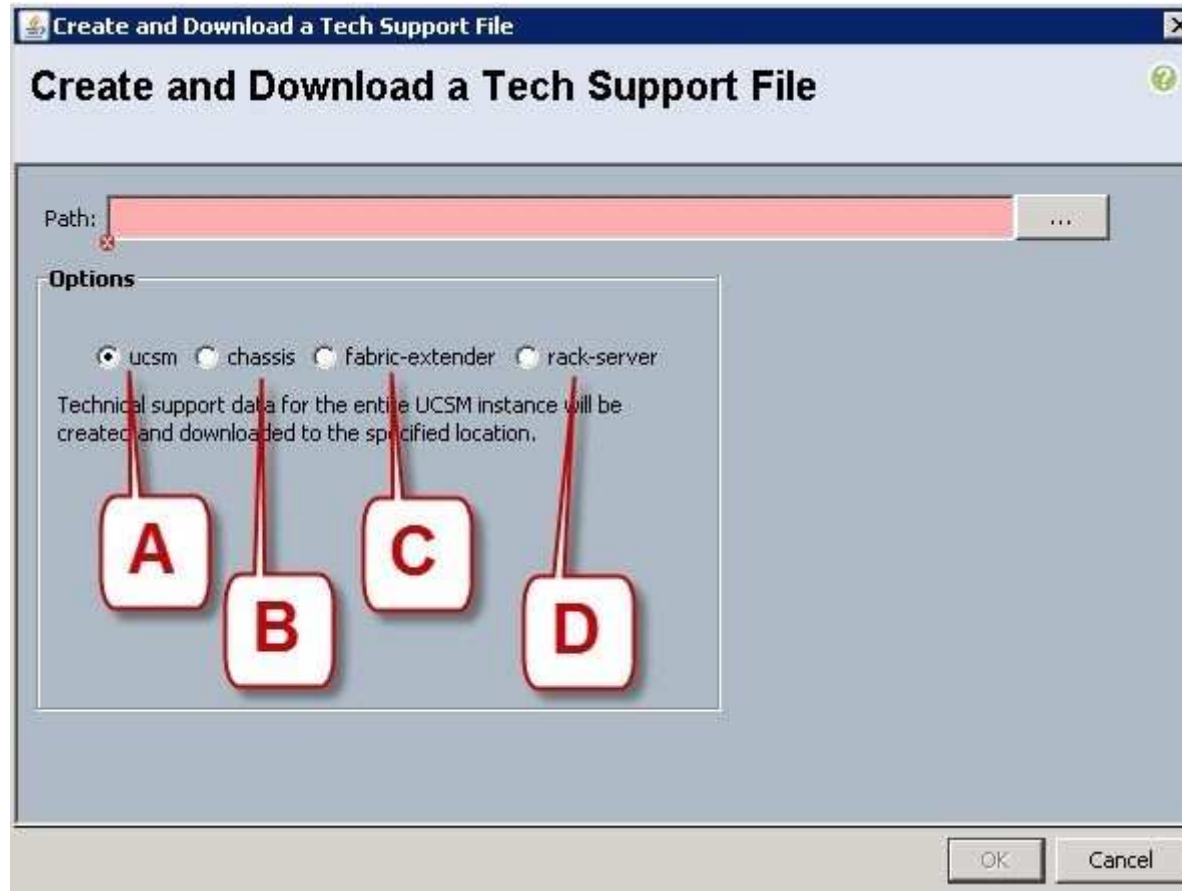 Create and Download a Tech Support File
Create and Download a Tech Support File
Path:
...
Options
ucsm chassis fabric-extender rack-server
Technical support data for the entire UCSM instance will be
created and downloaded to the specified location.
A
B
C
D
OK Cancel